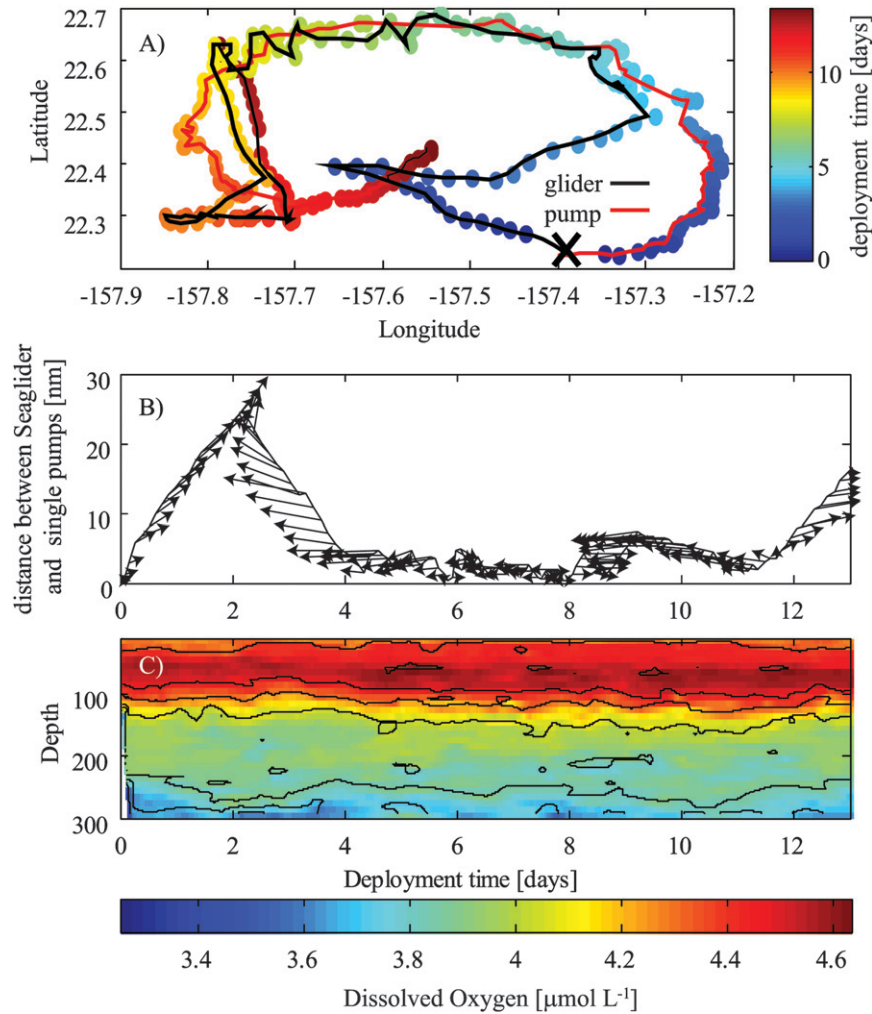 A)
22.7
22.6
22.5
22.4
22.3
Latitude
glider
pump
-157.9 -157.8 -157.7 -157.6 -157.5 -157.4 -157.3 -157.2
Longitude
10
5
0
deployment time [days]
B)
30
20
10
0
distance between Seaglider
and single pumps [nm]
0 2 4 6 8 10 12
C)
100
200
300
Depth
0 2 4 6 8 10 12
Deployment time [days]
3.4 3.6 3.8 4 4.2 4.4 4.6
Dissolved Oxygen [μmol L-1]